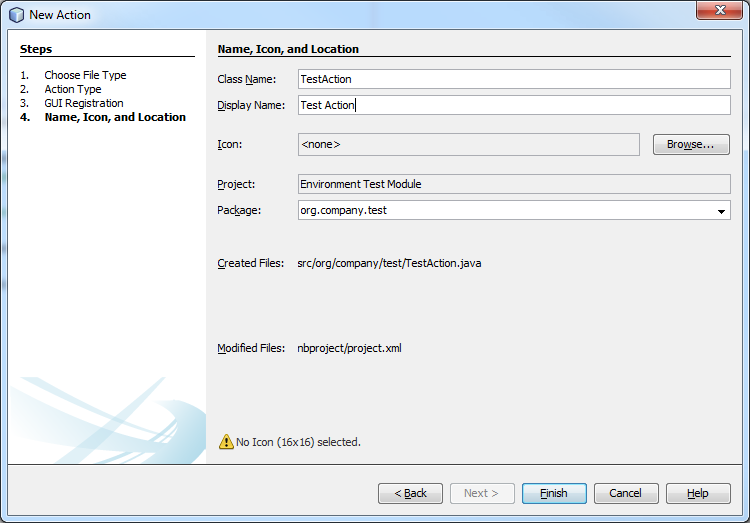 New Action
Steps
1. Choose File Type
2. Action Type
3. GUI Registration
4. Name, Icon, and Location
Name, Icon, and Location
Class Name: TestAction
Display Name: Test Action
Icon: <none> Browse...
Project: Environment Test Module
Package: org.company.test
Created Files: src/org/company/test/TestAction.java
Modified Files: nbproject/project.xml
No Icon (16x16) selected.
< Back Next > Finish Cancel Help